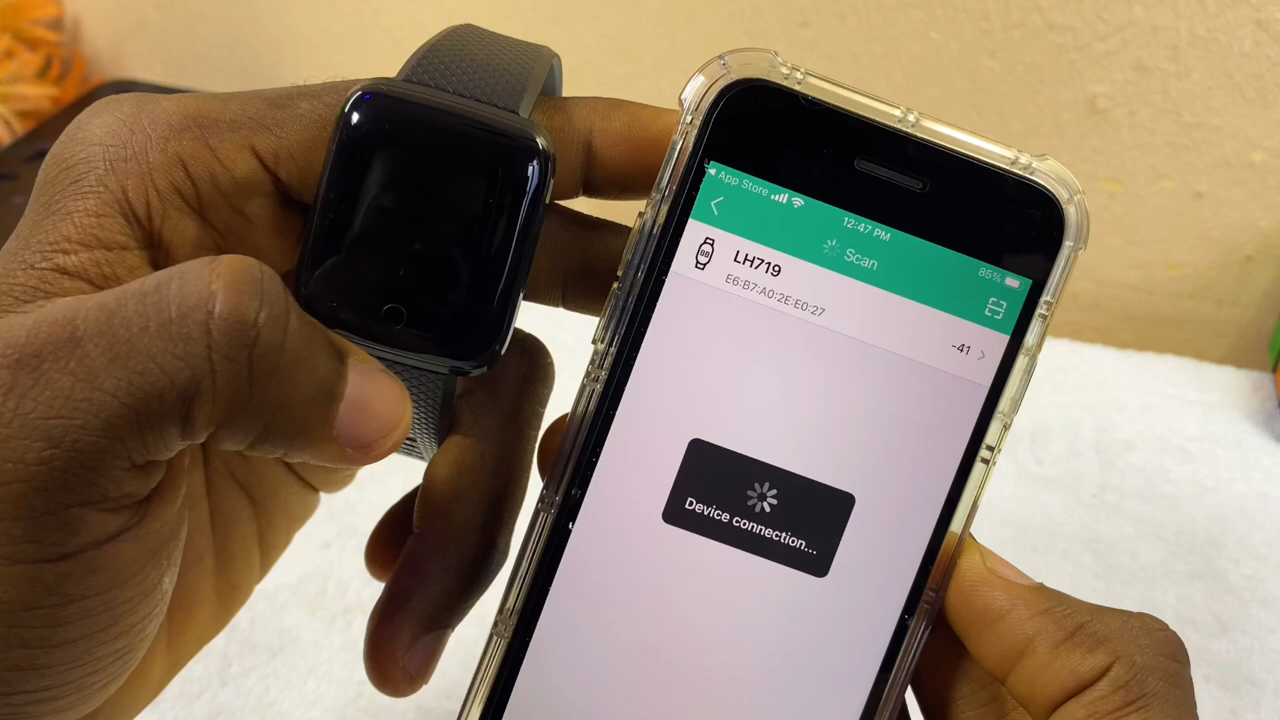 App Store
12:47 PM
85%
Scan
LH719
E6:B7:A0:2E:E0:27
-41
Device connection...